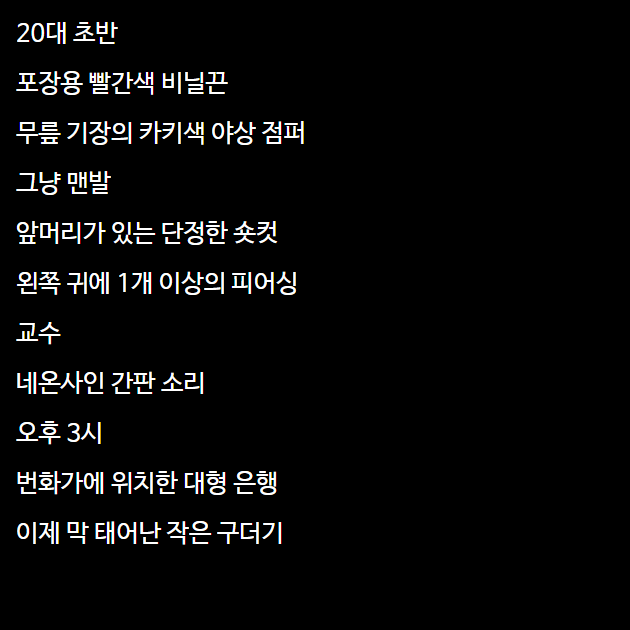 20대 초반
포장용 빨간색 비닐끈
무릎 기장의 카키색 야상 점퍼
그냥 맨발
앞머리가 있는 단정한 숏컷
왼쪽 귀에 1개 이상의 피어싱
교수
네온사인 간판 소리
오후 3시
번화가에 위치한 대형 은행
이제 막 태어난 작은 구더기